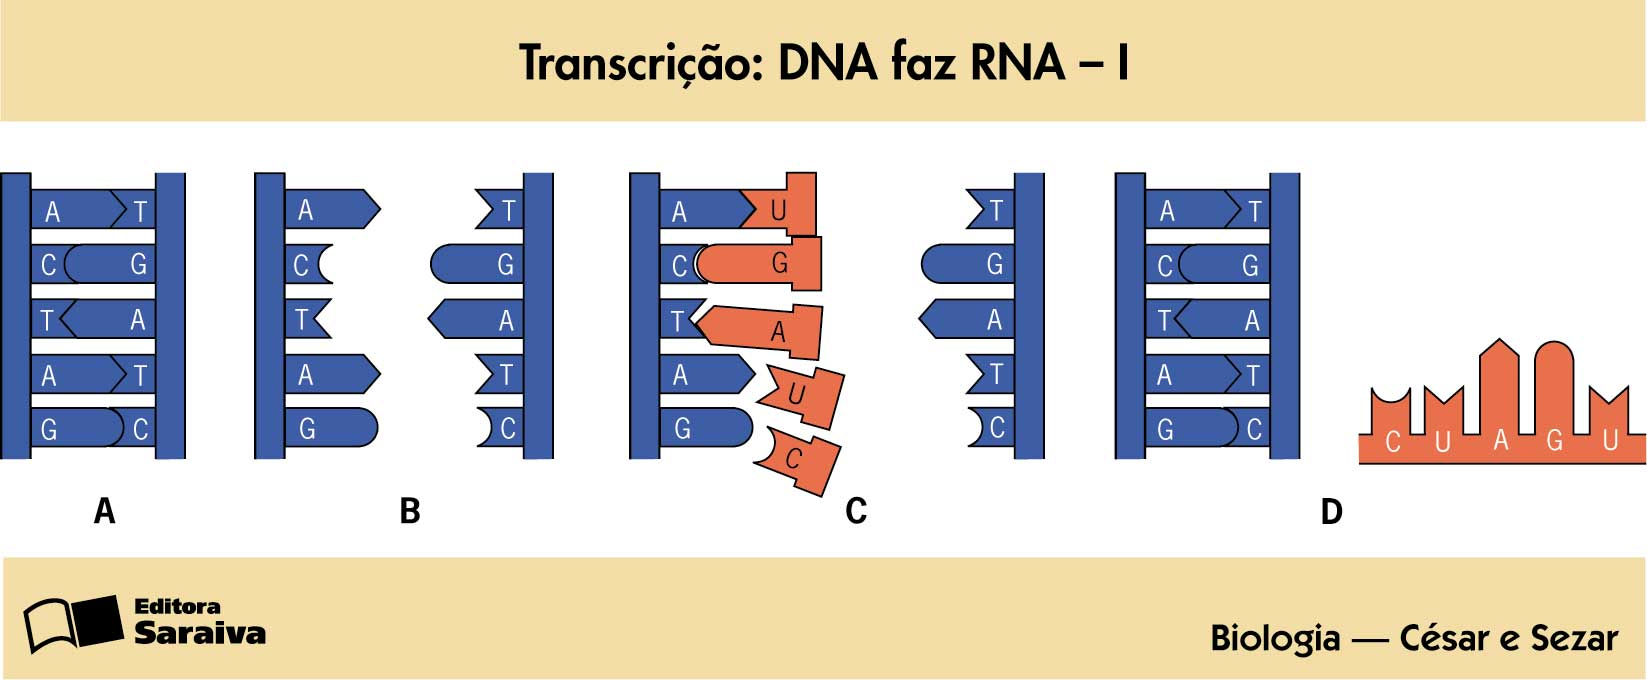 Transcrição: DNA faz RNA – I
A T A T A U T A T
C G C G C G G C G
T A T A T A A T A
A T A T A U T A T
G C G C G C C G C
C U A G U
A B C D
Editora
Saraiva
Biologia — César e Sezar